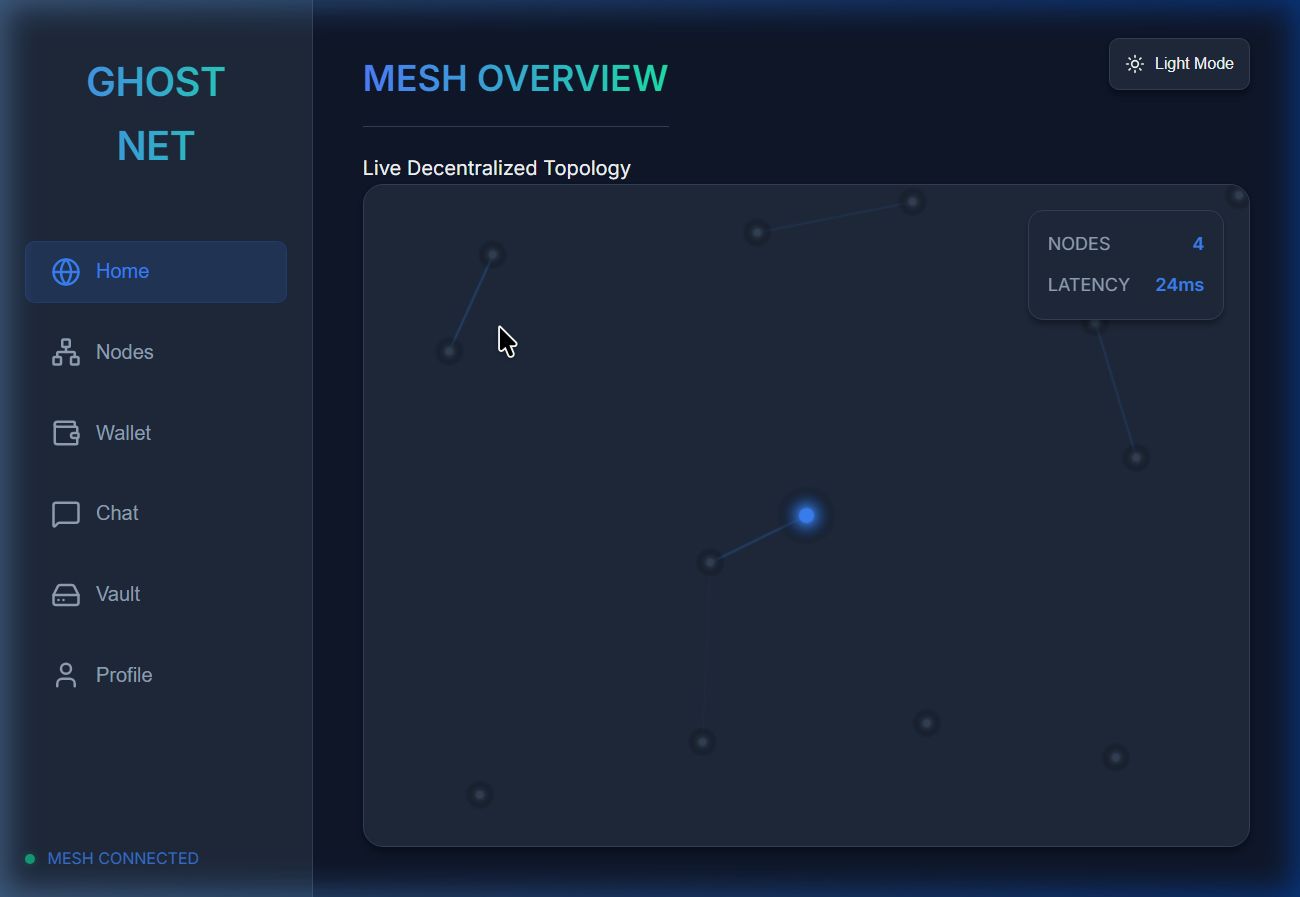 GHOST
NET
Home
Nodes
Wallet
Chat
Vault
Profile
MESH CONNECTED
MESH OVERVIEW
Light Mode
Live Decentralized Topology
NODES 4
LATENCY 24ms